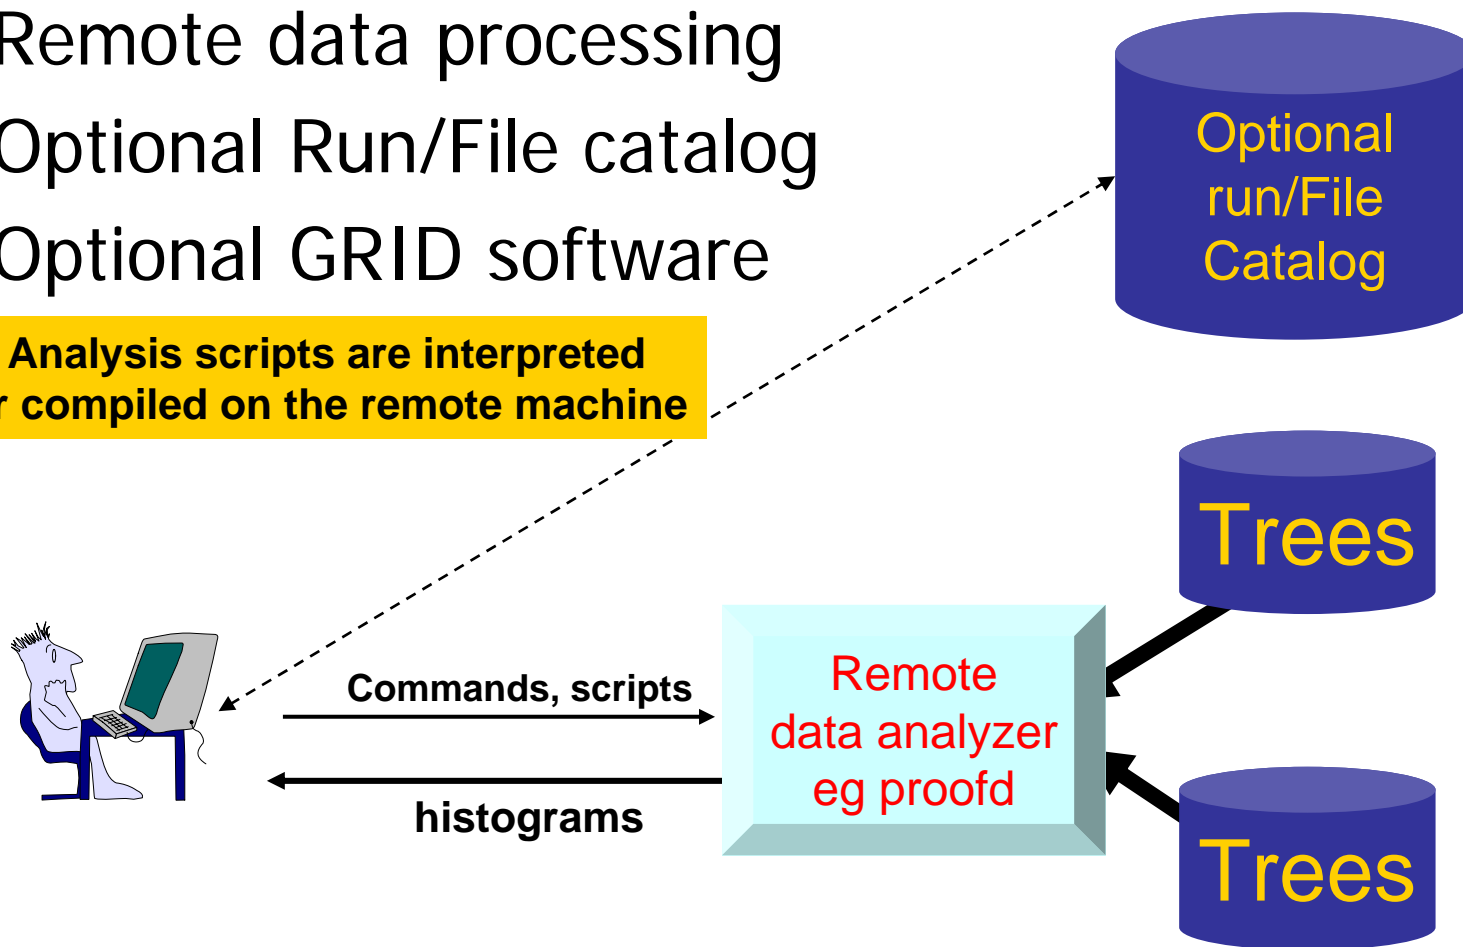 Remote data processing
Optional Run/File catalog
Optional GRID software
Analysis scripts are interpreted
r compiled on the remote machine
Optional
run/File
Catalog
Trees
Commands, scripts
histograms
Remote
data analyzer
eg proofd
Trees